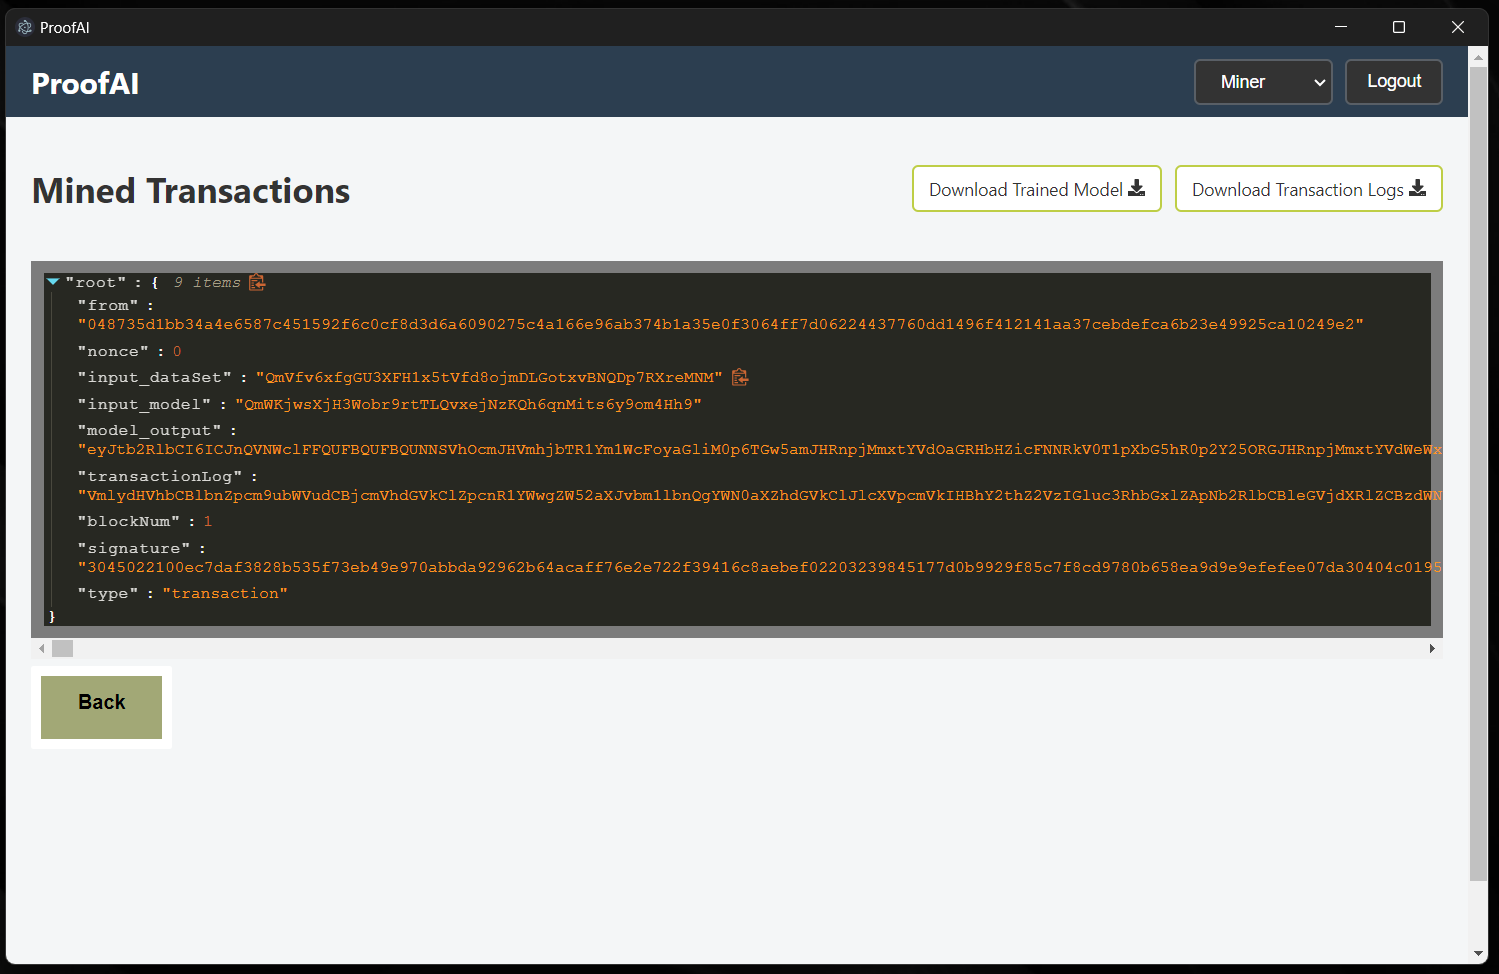 ProofAI
ProofAI
Miner
Logout
Mined Transactions
Download Trained Model
Download Transaction Logs
"root" : { 9 items
"from" :
"048735d1bb34a4e6587c451592f6c0cf8d3d6a6090275c4a166e96ab374b1a35e0f3064ff7d06224437760dd1496f412141aa37cebdefca6b23e49925ca10249e2"
"nonce" : 0
"input_dataSet" : "QmVfv6xfgGU3XFH1x5tVfd8ojmDLGotxvBNQDp7RXreMNM"
"input_model" : "QmWKjwsXjH3Wobr9rtTLQvxejNzKQh6qnMits6y9om4Hh9"
"model_output" :
"eyJtb2RlbCI6ICJnQVNWclFFQUFBQUFBQUNNSVhOcmJHVmhjbTR1Ym1WcFoyaGliM0p6TGw5amJHRnpjMmxtYVdOaGRHbHZicFNNRkV0T1pXbG5hR0p2Y25ORGJHRnpjMmxtYVdWeWx
"transactionLog" :
"VmlydHVhbCBlbnZpcm9ubWVudCBjcmVhdGVkClZpcnR1YWwgZW52aXJvbm1lbnQgYWN0aXZhdGVkClJlcXVpcmVkIHBhY2thZ2VzIGluc3RhbGxlZApNb2RlbCBleGVjdXRlZCBzdWN
"blockNum" : 1
"signature" :
"3045022100ec7daf3828b535f73eb49e970abbda92962b64acaff76e2e722f39416c8aebef02203239845177d0b9929f85c7f8cd9780b658ea9d9e9efefee07da30404c0195
"type" : "transaction"
}
Back